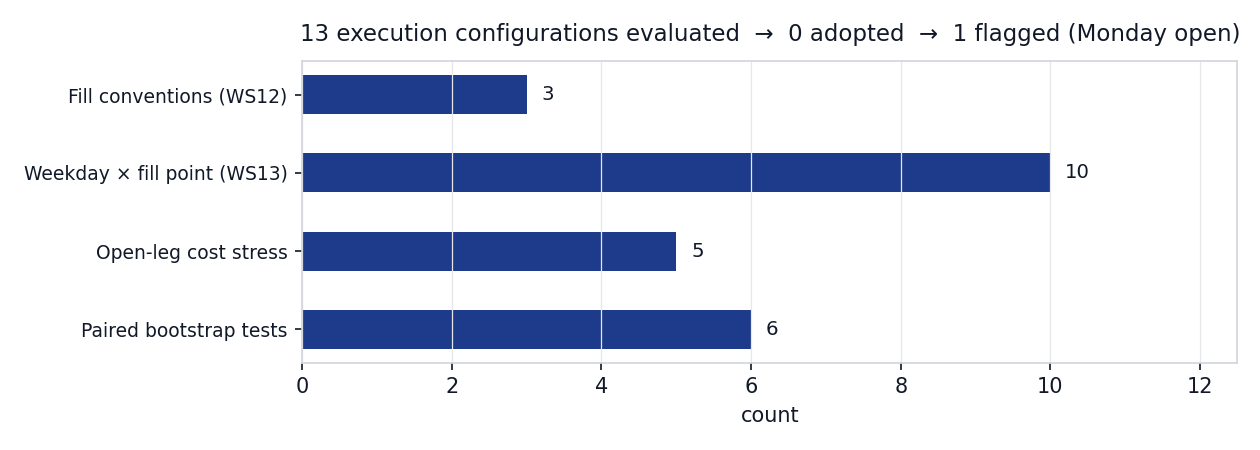 13 execution configurations evaluated → 0 adopted → 1 flagged (Monday open)
Fill conventions (WS12)
3
Weekday × fill point (WS13)
10
Open-leg cost stress
5
Paired bootstrap tests
6
0 2 4 6 8 10 12
count